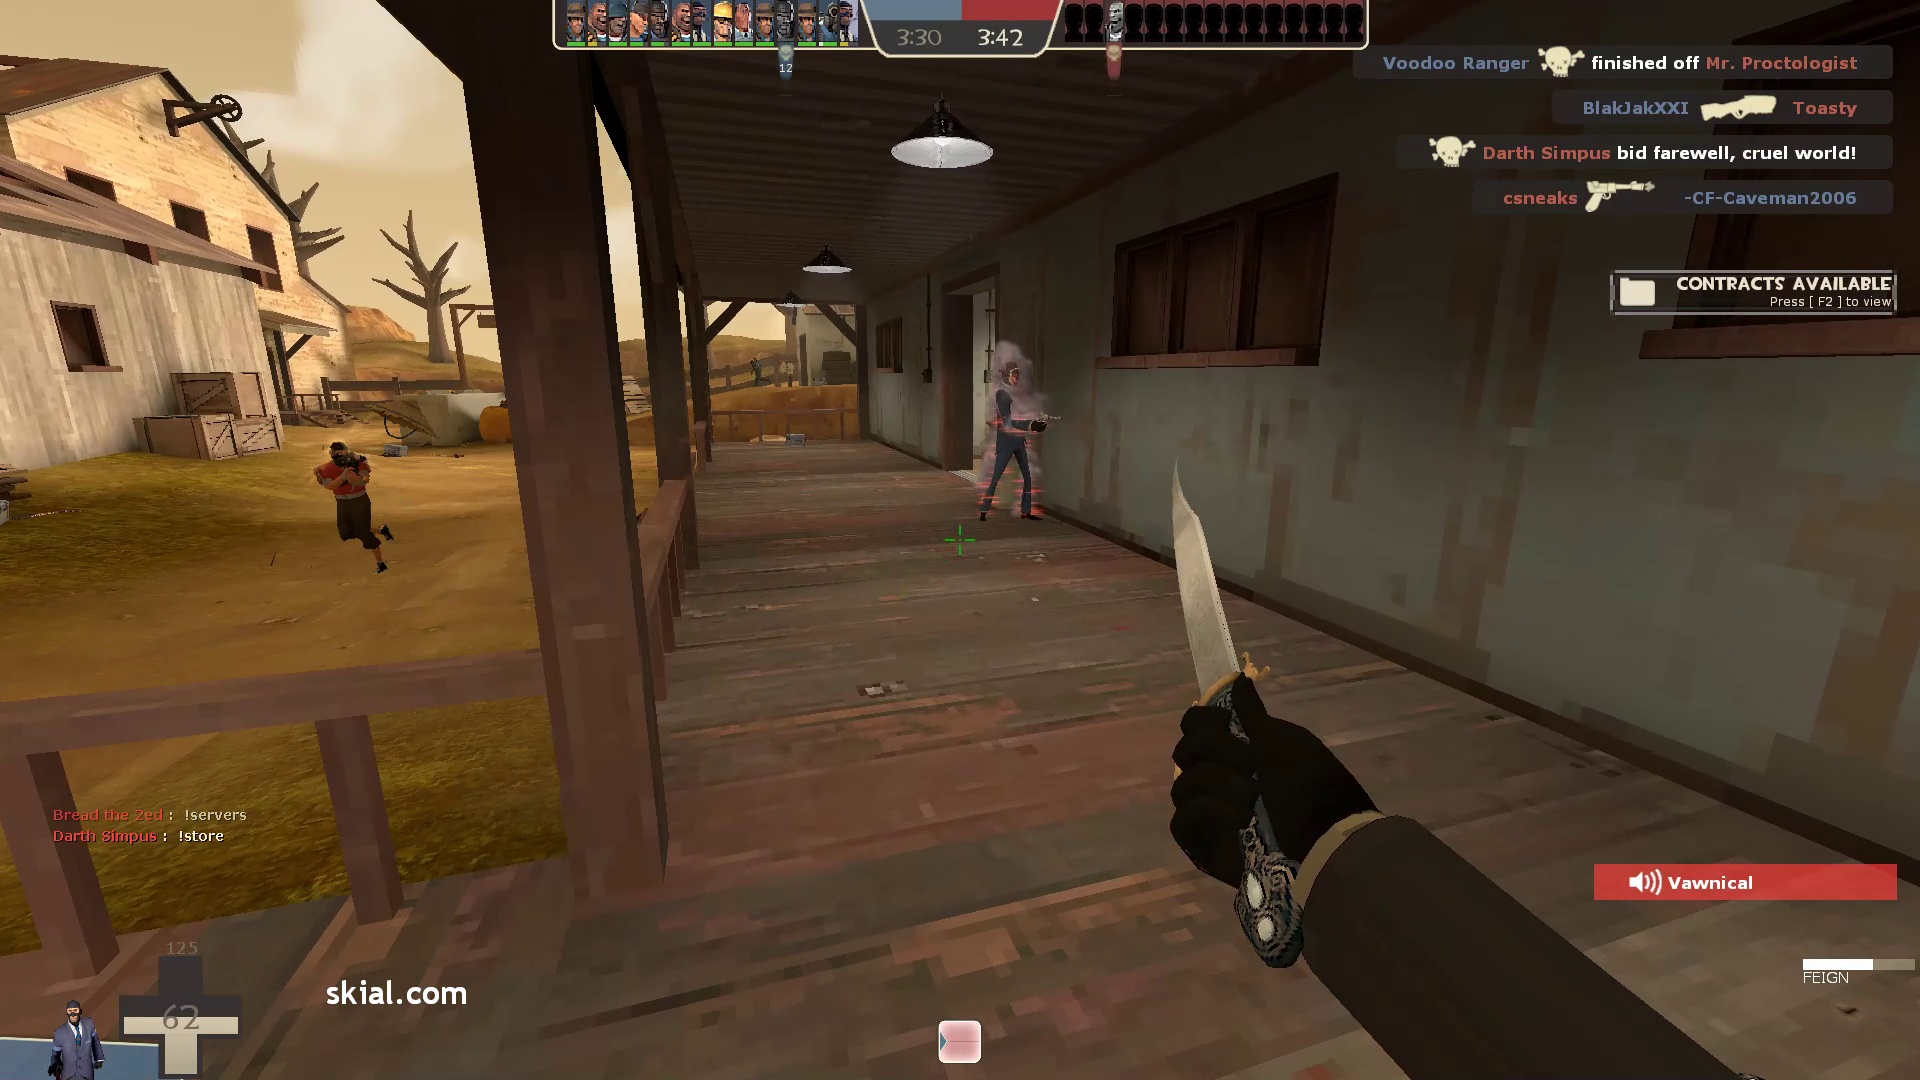 3:30 3:42
12
Voodoo Ranger finished off Mr. Proctologist
BlakJakXXI Toasty
Darth Simpus bid farewell, cruel world!
csneaks -CF-Caveman2006
CONTRACTS AVAILABLE
Press [ F2 ] to view
Bread the 2ed : !servers
Darth Simpus : !store
Vawnical
125
62
skial.com
FEIGN